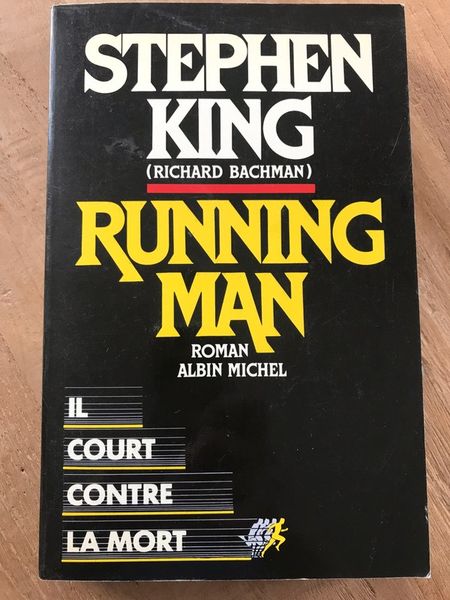 STEPHEN
KING
(RICHARD BACHMAN)
RUNNING
MAN
ROMAN
ALBIN MICHEL
IL
COURT
CONTRE
LA MORT